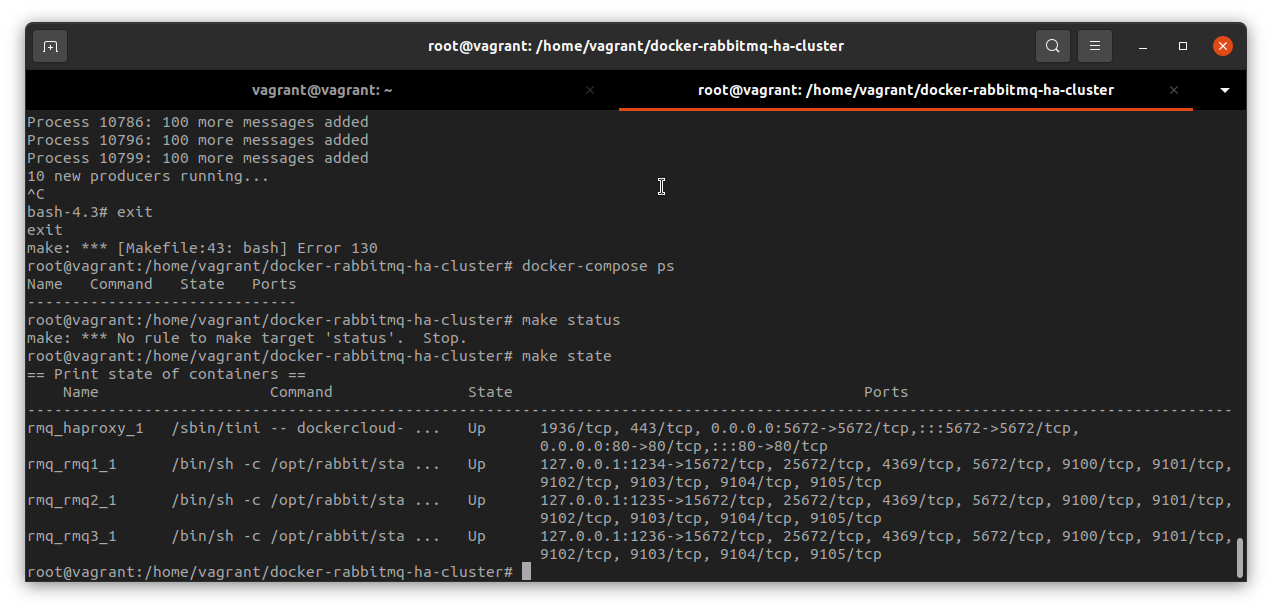 root@vagrant: /home/vagrant/docker-rabbitmq-ha-cluster
vagrant@vagrant: ~
root@vagrant: /home/vagrant/docker-rabbitmq-ha-cluster
Process 10786: 100 more messages added
Process 10796: 100 more messages added
Process 10799: 100 more messages added
10 new producers running...
^C
bash-4.3# exit
exit
make: *** [Makefile:43: bash] Error 130
root@vagrant:/home/vagrant/docker-rabbitmq-ha-cluster# docker-compose ps
Name   Command   State   Ports
------------------------------
root@vagrant:/home/vagrant/docker-rabbitmq-ha-cluster# make status
make: *** No rule to make target 'status'.  Stop.
root@vagrant:/home/vagrant/docker-rabbitmq-ha-cluster# make state
== Print state of containers ==
    Name                   Command               State                                       Ports
--------------------------------------------------------------------------------------------------------------------------------------
rmq_haproxy_1   /sbin/tini -- dockercloud- ...   Up      1936/tcp, 443/tcp, 0.0.0.0:5672->5672/tcp,:::5672->5672/tcp,
                                                         0.0.0.0:80->80/tcp,:::80->80/tcp
rmq_rmq1_1      /bin/sh -c /opt/rabbit/sta ...   Up      127.0.0.1:1234->15672/tcp, 25672/tcp, 4369/tcp, 5672/tcp, 9100/tcp, 9101/tcp,
                                                         9102/tcp, 9103/tcp, 9104/tcp, 9105/tcp
rmq_rmq2_1      /bin/sh -c /opt/rabbit/sta ...   Up      127.0.0.1:1235->15672/tcp, 25672/tcp, 4369/tcp, 5672/tcp, 9100/tcp, 9101/tcp,
                                                         9102/tcp, 9103/tcp, 9104/tcp, 9105/tcp
rmq_rmq3_1      /bin/sh -c /opt/rabbit/sta ...   Up      127.0.0.1:1236->15672/tcp, 25672/tcp, 4369/tcp, 5672/tcp, 9100/tcp, 9101/tcp,
                                                         9102/tcp, 9103/tcp, 9104/tcp, 9105/tcp
root@vagrant:/home/vagrant/docker-rabbitmq-ha-cluster#